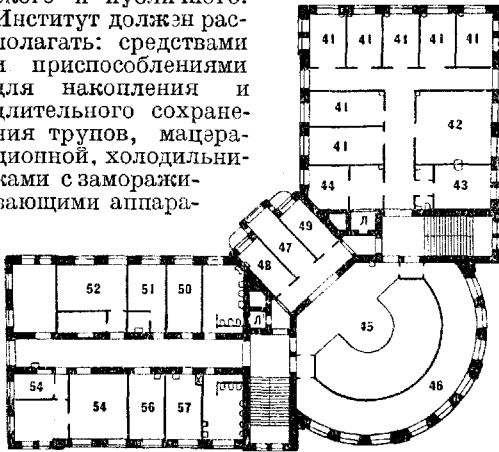 Институт должен рас-
полагать: средствами
и приспособлениями
для накопления и
длительного сохране-
ния трупов, мацера-
ционной, холодильни-
ками с заморажи-
вающими аппара-
41 41 41 41 41
41
42
41
44 43
Л
49
47
48
52 51 50
Л
45
46
54
54 56 57